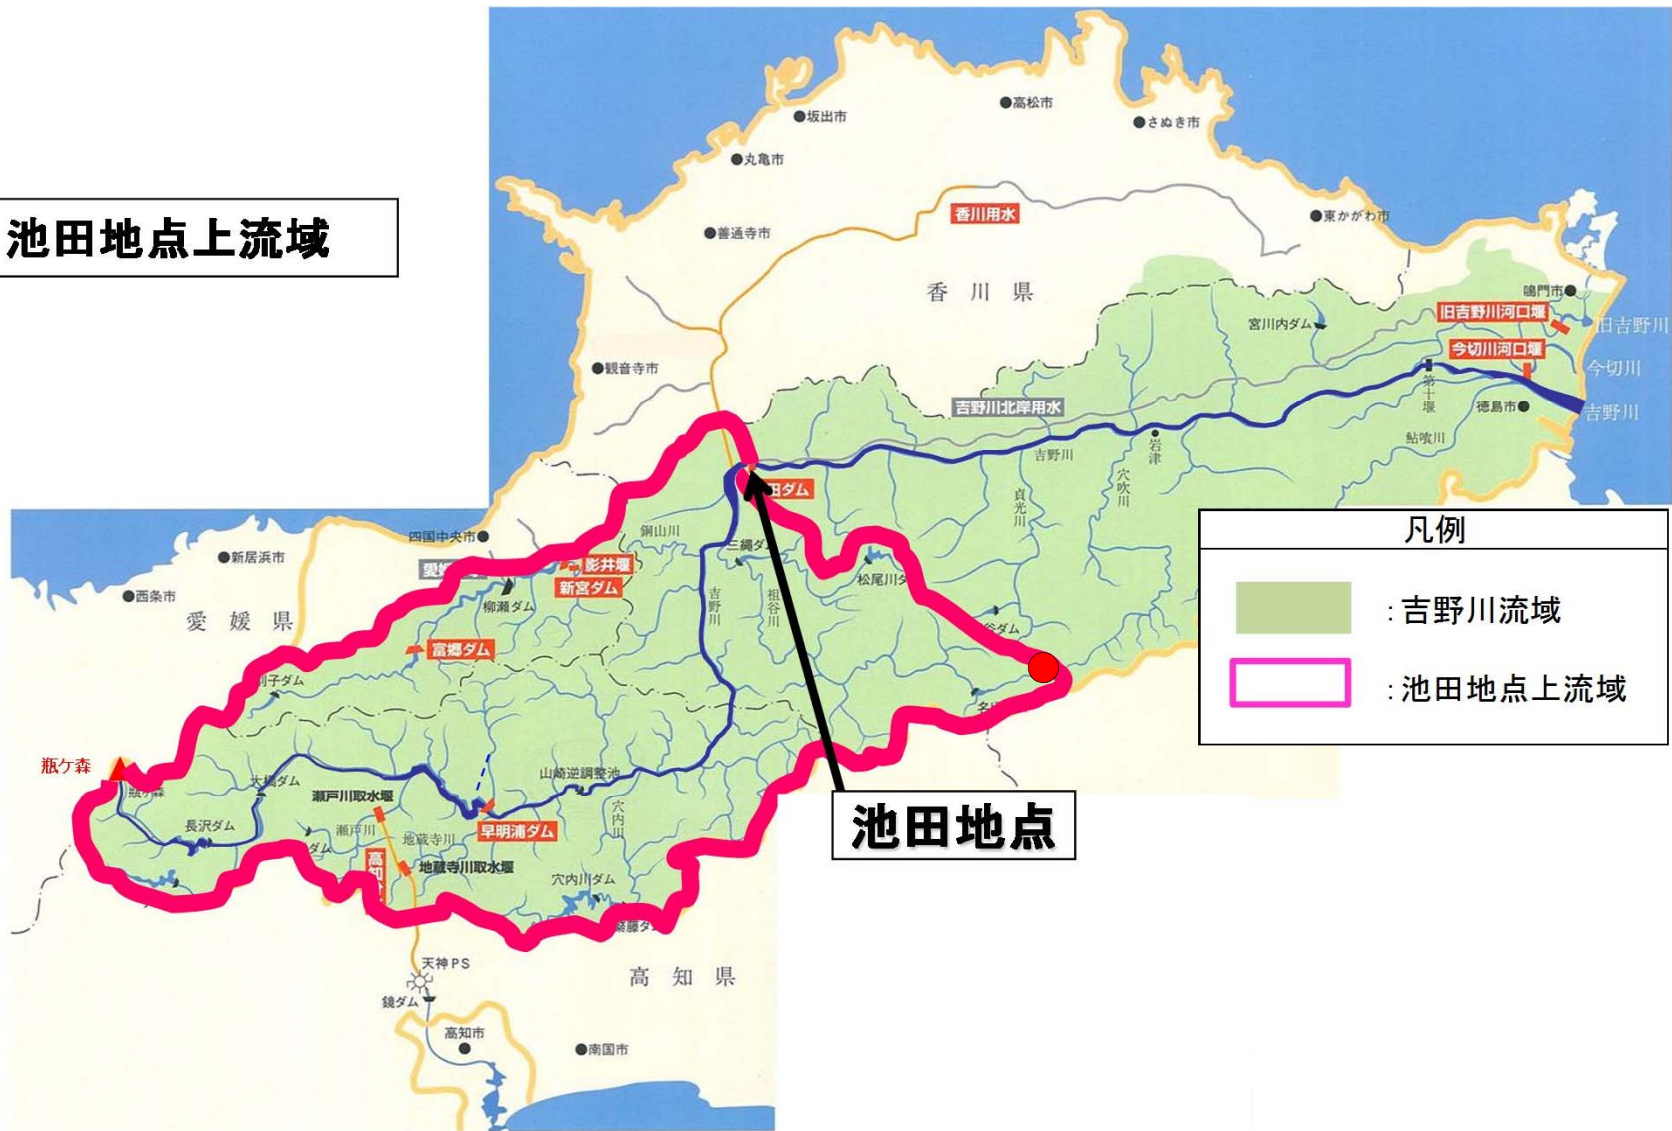 池田地点上流域
坂出市
高松市
さぬき市
丸亀市
香川用水
東かがわ市
善通寺市
香川県
鳴門市
旧吉野川河口堰
宮川内ダム
旧吉野川
今切川河口堰
観音寺市
今切川
第十堰
吉野川北岸用水
徳島市
吉野川
鮎喰川
岩津
吉野川
穴吹川
田ダム
貞光川
銅山川
四国中央市
三縄ダム
新居浜市
影井堰
松尾川ダ
新宮ダム
西条市
柳瀬ダム
吉野川
祖谷川
愛媛県
谷ダム
富郷ダム
子ダム
凡例
：吉野川流域
：池田地点上流域
瓶ケ森
大橋ダム
山崎逆調整池
瀬戸川取水堰
穴内川
長沢ダム
瀬戸川
地蔵寺川
早明浦ダム
池田地点
ダム
地蔵寺川取水堰
穴内川ダム
天神PS
高知県
鏡ダム
高知市
南国市